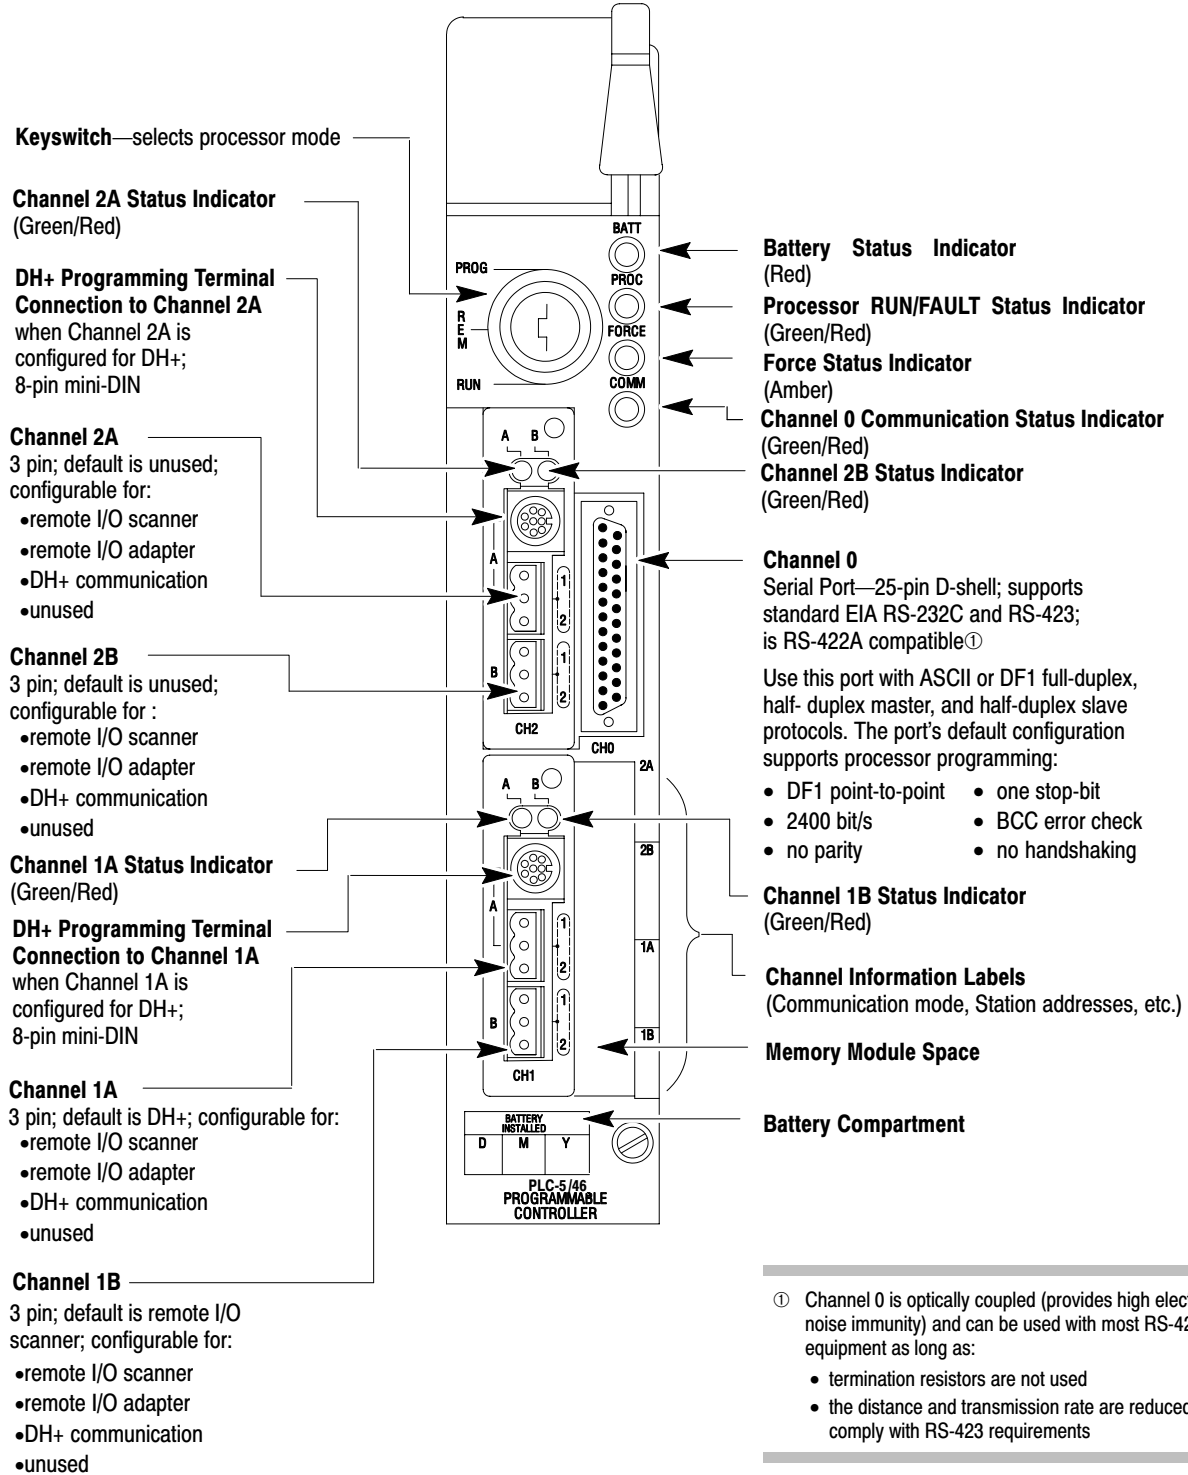 Keyswitch—selects processor mode
Channel 2A Status Indicator
(Green/Red)
DH+ Programming Terminal
Connection to Channel 2A
when Channel 2A is
configured for DH+;
8-pin mini-DIN
Channel 2A
3 pin; default is unused;
configurable for:
•remote I/O scanner
•remote I/O adapter
•DH+ communication
•unused
Channel 2B
3 pin; default is unused;
configurable for :
•remote I/O scanner
•remote I/O adapter
•DH+ communication
•unused
Channel 1A Status Indicator
(Green/Red)
DH+ Programming Terminal
Connection to Channel 1A
when Channel 1A is
configured for DH+;
8-pin mini-DIN
Channel 1A
3 pin; default is DH+; configurable for:
•remote I/O scanner
•remote I/O adapter
•DH+ communication
•unused
Channel 1B
3 pin; default is remote I/O
scanner; configurable for:
•remote I/O scanner
•remote I/O adapter
•DH+ communication
•unused
BATT
PROG
PROC
REM
FORCE
RUN
COMM
A B
A
1
2
B
1
2
CH2
CH0
2A
A B
2B
A
1
1A
2
1
B
2
1B
CH1
BATTERY
INSTALLED
D M Y
PLC-5/46
PROGRAMMABLE
CONTROLLER
Battery Status Indicator
(Red)
Processor RUN/FAULT Status Indicator
(Green/Red)
Force Status Indicator
(Amber)
Channel 0 Communication Status Indicator
(Green/Red)
Channel 2B Status Indicator
(Green/Red)
Channel 0
Serial Port—25-pin D-shell; supports
standard EIA RS-232C and RS-423;
is RS-422A compatible①
Use this port with ASCII or DF1 full-duplex,
half- duplex master, and half-duplex slave
protocols. The port's default configuration
supports processor programming:
• DF1 point-to-point • one stop-bit
• 2400 bit/s • BCC error check
• no parity • no handshaking
Channel 1B Status Indicator
(Green/Red)
Channel Information Labels
(Communication mode, Station addresses, etc.)
Memory Module Space
Battery Compartment
① Channel 0 is optically coupled (provides high
noise immunity) and can be used with most
equipment as long as:
• termination resistors are not used
• the distance and transmission rate are reduced
comply with RS-423 requirements